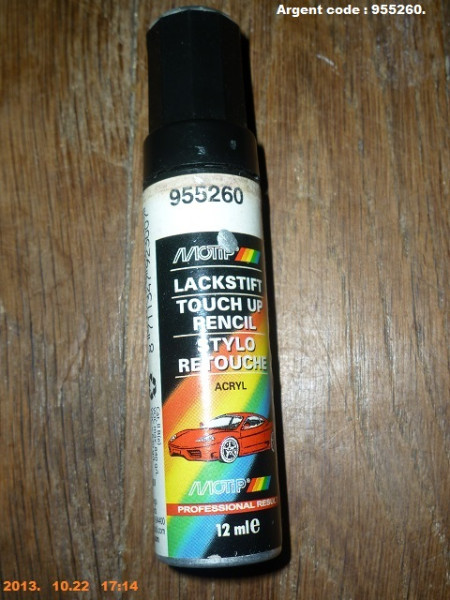 Argent code : 955260.
955260
MOTIP
LACKSTIFT
TOUCH UP
PENCIL
STYLO
RETOUCHE
ACRYL
MOTIP
PROFESSIONAL RESU
12 ml e
2013. 10.22 17:14